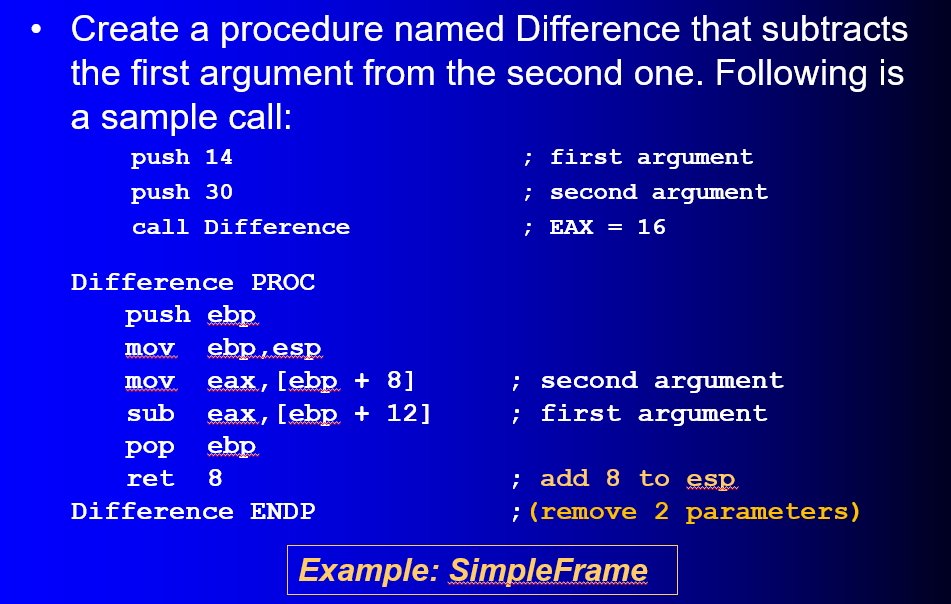 • Create a procedure named Difference that subtracts
the first argument from the second one. Following is
a sample call:
push 14 ; first argument
push 30 ; second argument
call Difference ; EAX = 16
Difference PROC
push ebp
mov ebp,esp
mov eax,[ebp + 8] ; second argument
sub eax,[ebp + 12] ; first argument
pop ebp
ret 8 ; add 8 to esp
Difference ENDP ;(remove 2 parameters)
Example: SimpleFrame